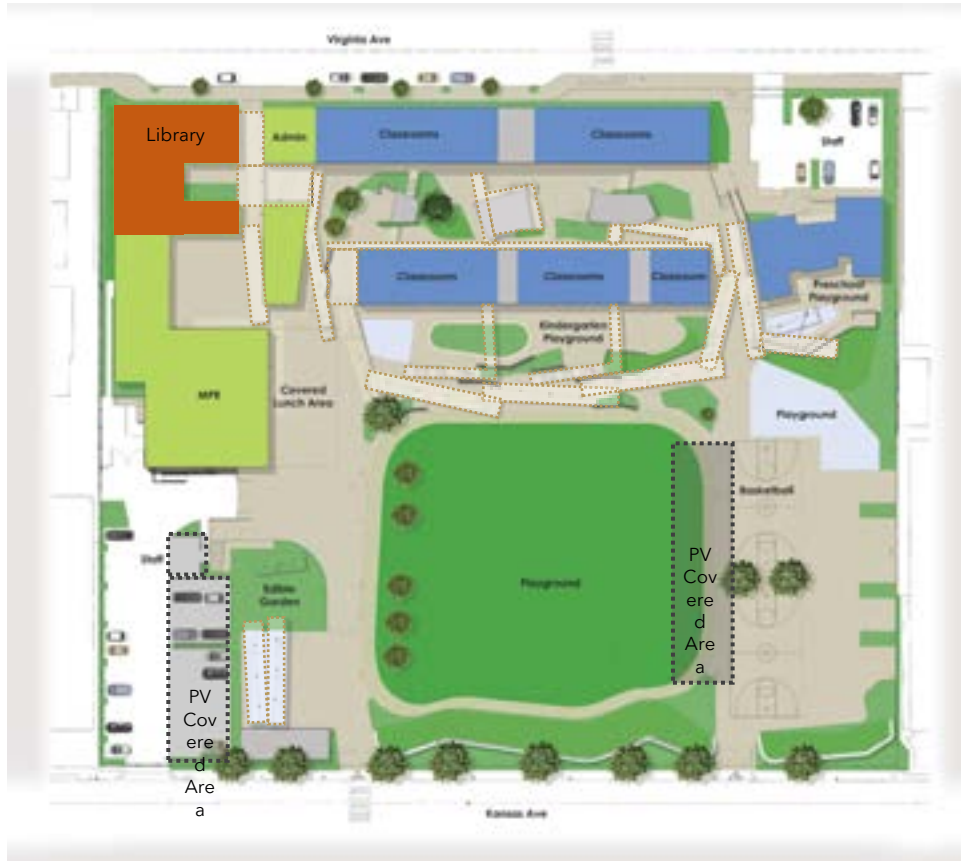 Virginia Ave
Library
Admin
Classrooms
Classrooms
Staff
Classroom
Classrooms
Classroom
Preschool
Playground
Kindergarten
Playground
MPR
Covered
Lunch Area
Playground
Basketball
Staff
Edible
Garden
Playground
PV
Cov
ere
d
Are
a
PV
Cov
ere
d
Are
a
Kansas Ave